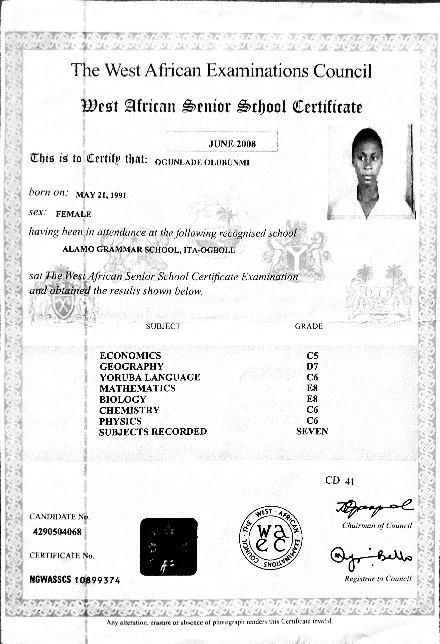 The West African Examinations Council
West African Senior School Certificate
JUNE 2008
This is to Certify that: OGUNLADE OLUBUNMI
born on: MAY 21, 1991
sex: FEMALE
having been in attendance at the following recognised school
ALAMO GRAMMAR SCHOOL, ITA-OGBOLU
sat The West African Senior School Certificate Examination
and obtained the results shown below.
SUBJECT GRADE
ECONOMICS C5
GEOGRAPHY D7
YORUBA LANGUAGE C6
MATHEMATICS E8
BIOLOGY E8
CHEMISTRY C6
PHYSICS C6
SUBJECTS RECORDED SEVEN
CD 41
CANDIDATE No.
4290504068
Chairman of Council
THE WEST AFRICAN EXAMINATIONS COUNCIL
waec
CERTIFICATE No.
NGWASSCS 10899374
Registrar to Council
Any alteration, erasure or absence of photograph renders this Certificate invalid.